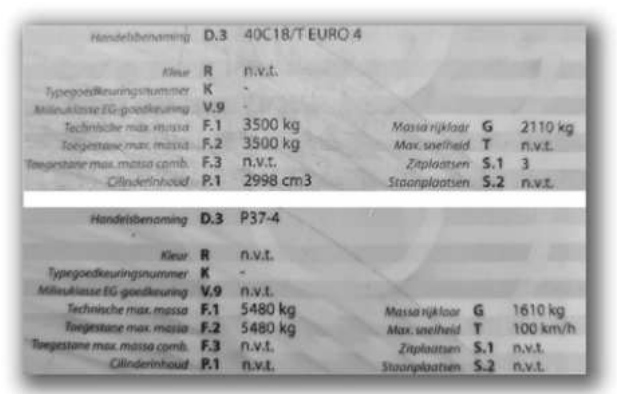 Handelsbenaming D.3 40C18/T EURO 4
Kleur R n.v.t.
Typegoedkeuringsnummer K -
Milieuklasse EG-goedkeuring V.9 -
Technische max. massa F.1 3500 kg Massa rijklaar G 2110 kg
Toegestane max. massa F.2 3500 kg Max. snelheid T n.v.t.
Toegestane max. massa comb. F.3 n.v.t. Zitplaatsen S.1 3
Cilinderinhoud P.1 2998 cm3 Staanplaatsen S.2 n.v.t.
Handelsbenaming D.3 P37-4
Kleur R n.v.t.
Typegoedkeuringsnummer K -
Milieuklasse EG-goedkeuring V.9 n.v.t.
Technische max. massa F.1 5480 kg Massa rijklaar G 1610 kg
Toegestane max. massa F.2 5480 kg Max. snelheid T 100 km/h
Toegestane max. massa comb. F.3 n.v.t. Zitplaatsen S.1 n.v.t.
Cilinderinhoud P.1 n.v.t. Staanplaatsen S.2 n.v.t.